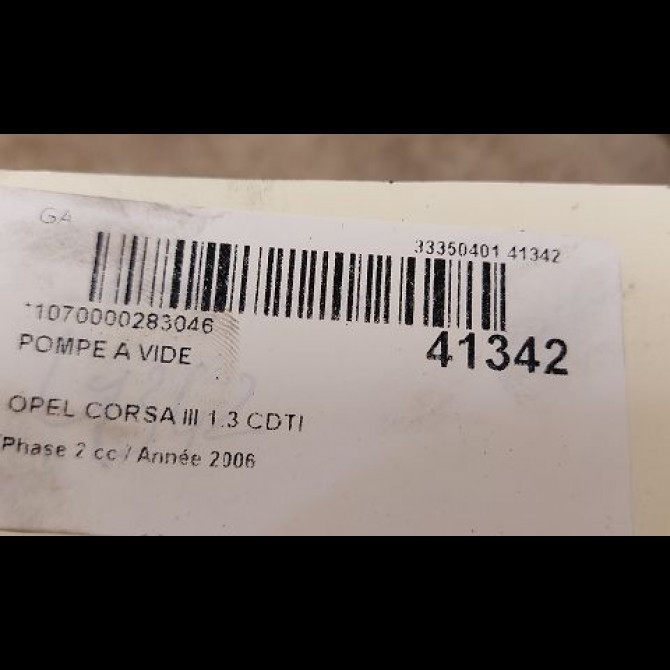 GA
33350401 41342
*1070000283046
41342
POMPE A VIDE
OPEL CORSA III 1.3 CDTI
Phase 2 cc / Année 2006